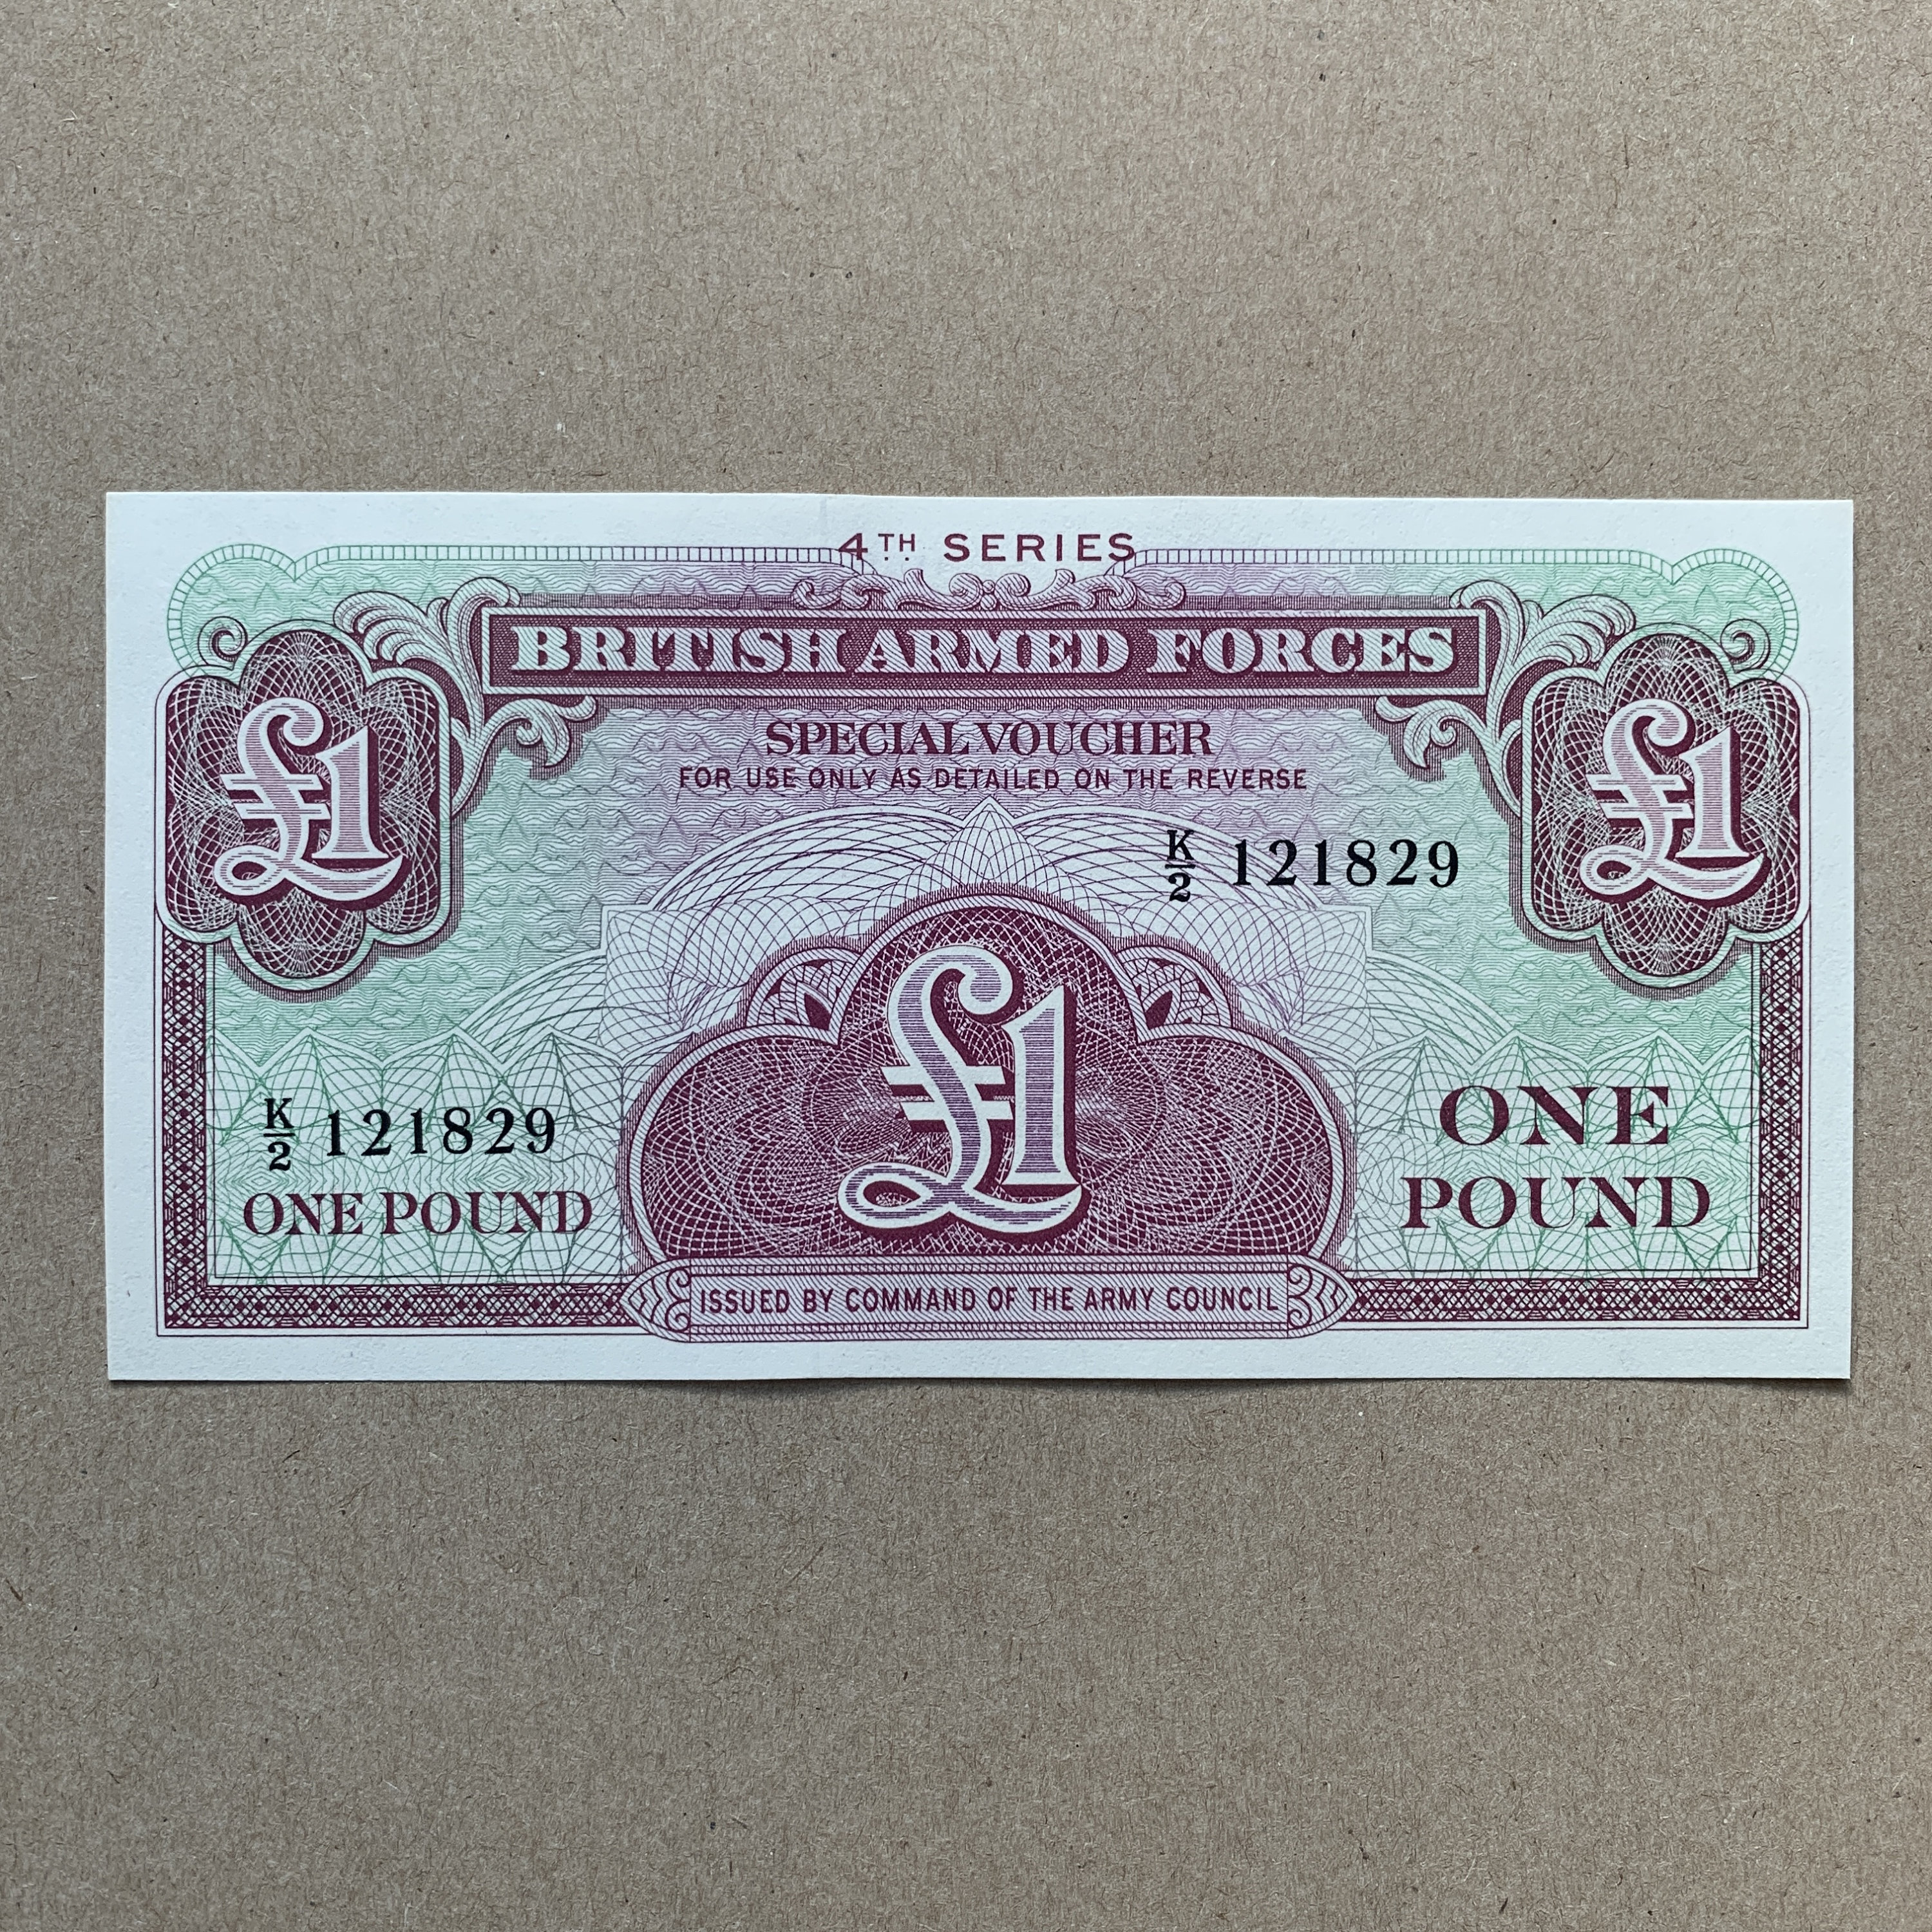 4TH SERIES
BRITISH ARMED FORCES
£1
£1
SPECIAL VOUCHER
FOR USE ONLY AS DETAILED ON THE REVERSE
K/2 121829
£1
K/2 121829
ONE POUND
ONE
POUND
ISSUED BY COMMAND OF THE ARMY COUNCIL